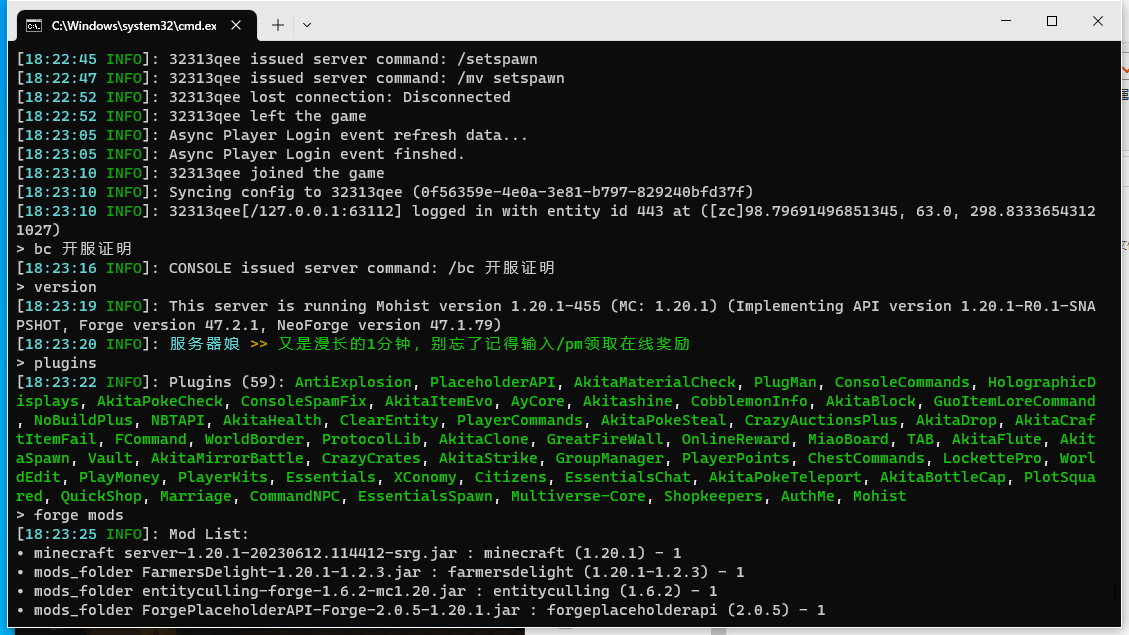 C:\Windows\system32\cmd.ex
[18:22:45 INFO]: 32313qee issued server command: /setspawn
[18:22:47 INFO]: 32313qee issued server command: /mv setspawn
[18:22:52 INFO]: 32313qee lost connection: Disconnected
[18:22:52 INFO]: 32313qee left the game
[18:23:05 INFO]: Async Player Login event refresh data...
[18:23:05 INFO]: Async Player Login event finshed.
[18:23:10 INFO]: 32313qee joined the game
[18:23:10 INFO]: Syncing config to 32313qee (0f56359e-4e0a-3e81-b797-829240bfd37f)
[18:23:10 INFO]: 32313qee[/127.0.0.1:63112] logged in with entity id 443 at ([zc]98.79691496851345, 63.0, 298.8333654312
1027)
> bc 开服证明
[18:23:16 INFO]: CONSOLE issued server command: /bc 开服证明
> version
[18:23:19 INFO]: This server is running Mohist version 1.20.1-455 (MC: 1.20.1) (Implementing API version 1.20.1-R0.1-SNA
PSHOT, Forge version 47.2.1, NeoForge version 47.1.79)
[18:23:20 INFO]: 服务器娘 >> 又是漫长的1分钟, 别忘了记得输入/pm领取在线奖励
> plugins
[18:23:22 INFO]: Plugins (59): AntiExplosion, PlaceholderAPI, AkitaMaterialCheck, PlugMan, ConsoleCommands, HolographicD
isplays, AkitaPokeCheck, ConsoleSpamFix, AkitaItemEvo, AyCore, Akitashine, CobblemonInfo, AkitaBlock, GuoItemLoreCommand
, NoBuildPlus, NBTAPI, AkitaHealth, ClearEntity, PlayerCommands, AkitaPokeSteal, CrazyAuctionsPlus, AkitaDrop, AkitaCraf
tItemFail, FCommand, WorldBorder, ProtocolLib, AkitaClone, GreatFireWall, OnlineReward, MiaoBoard, TAB, AkitaFlute, Akit
aSpawn, Vault, AkitaMirrorBattle, CrazyCrates, AkitaStrike, GroupManager, PlayerPoints, ChestCommands, LockettePro, Worl
dEdit, PlayMoney, PlayerKits, Essentials, XConomy, Citizens, EssentialsChat, AkitaPokeTeleport, AkitaBottleCap, PlotSqua
red, QuickShop, Marriage, CommandNPC, EssentialsSpawn, Multiverse-Core, Shopkeepers, AuthMe, Mohist
> forge mods
[18:23:25 INFO]: Mod List:
• minecraft server-1.20.1-20230612.114412-srg.jar : minecraft (1.20.1) - 1
• mods_folder FarmersDelight-1.20.1-1.2.3.jar : farmersdelight (1.20.1-1.2.3) - 1
• mods_folder entityculling-forge-1.6.2-mc1.20.jar : entityculling (1.6.2) - 1
• mods_folder ForgePlaceholderAPI-Forge-2.0.5-1.20.1.jar : forgeplaceholderapi (2.0.5) - 1